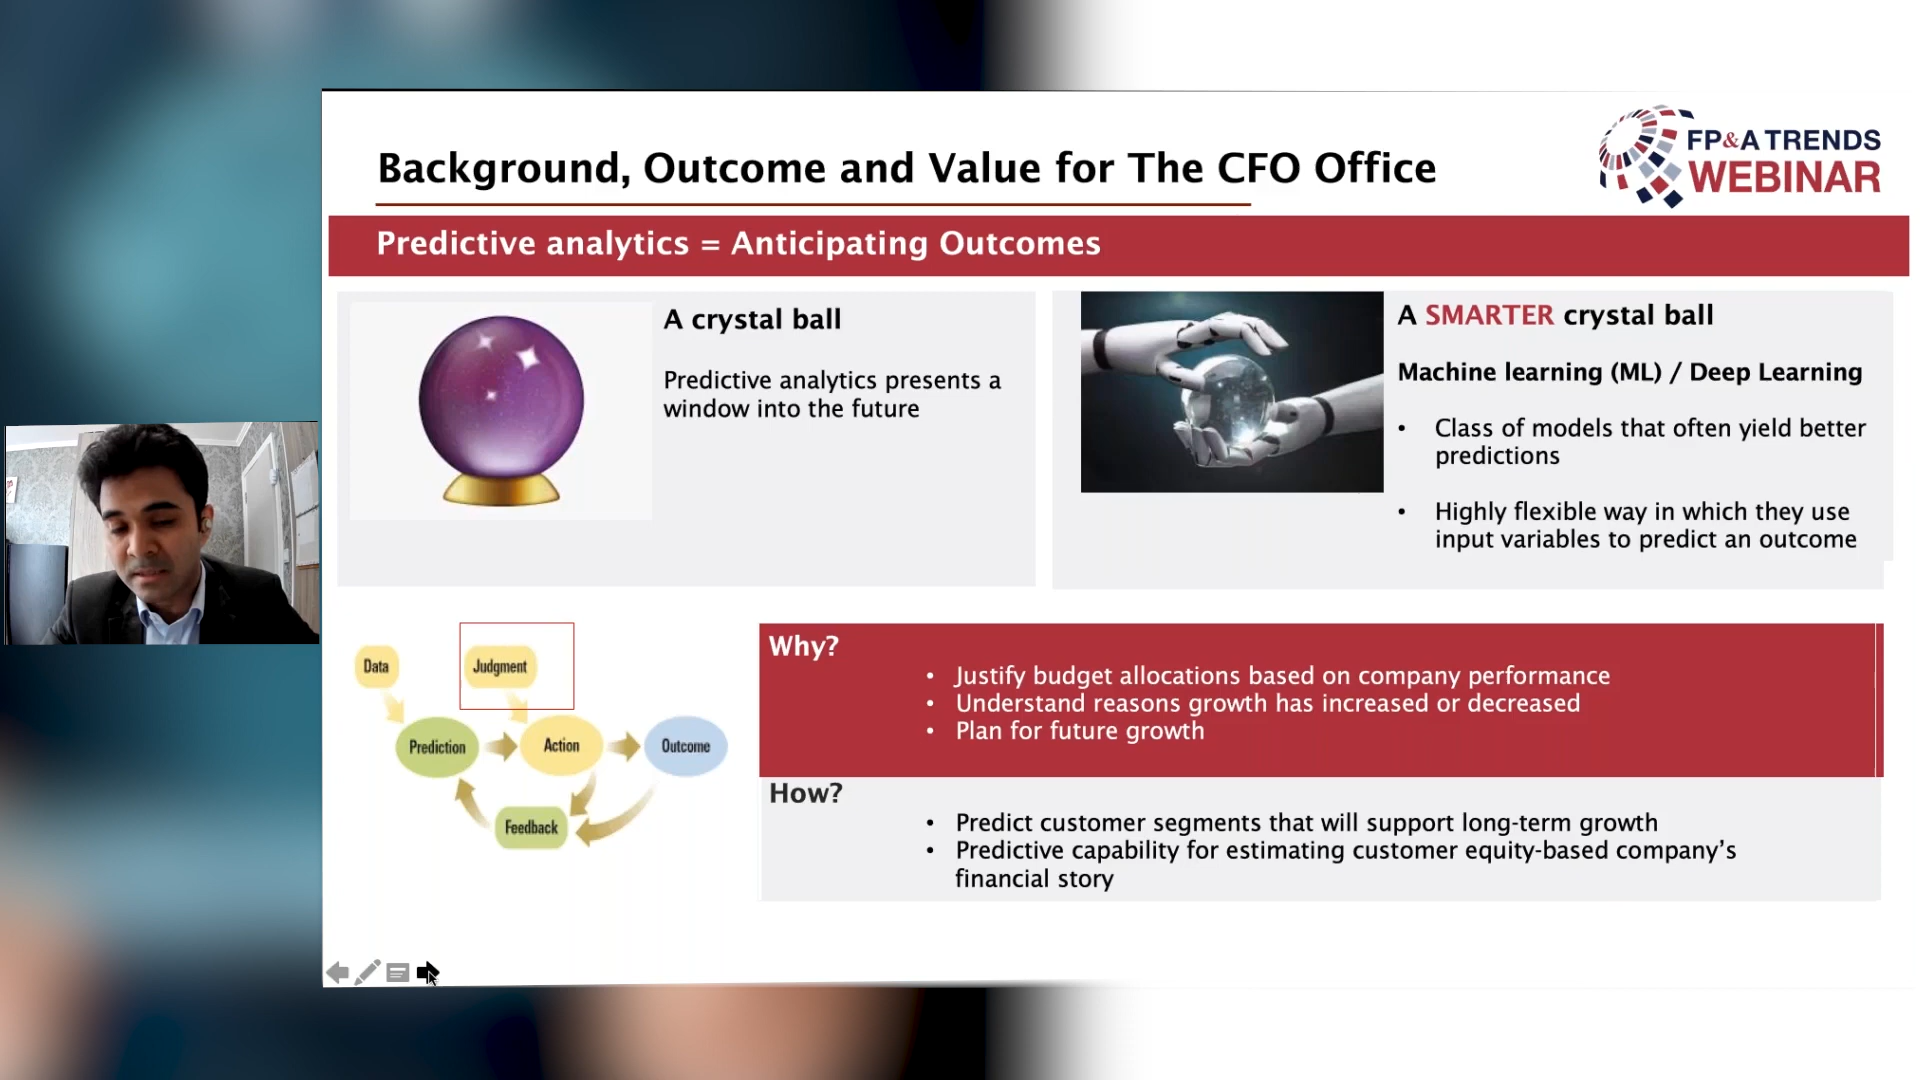 FP&A TRENDS
WEBINAR
Background, Outcome and Value for The CFO Office
Predictive analytics = Anticipating Outcomes
A crystal ball
Predictive analytics presents a
window into the future
A SMARTER crystal ball
Machine learning (ML) / Deep Learning
• Class of models that often yield better
predictions
• Highly flexible way in which they use
input variables to predict an outcome
Data
Judgment
Prediction
Action
Outcome
Feedback
Why?
• Justify budget allocations based on company performance
• Understand reasons growth has increased or decreased
• Plan for future growth
How?
• Predict customer segments that will support long-term growth
• Predictive capability for estimating customer equity-based company’s
financial story